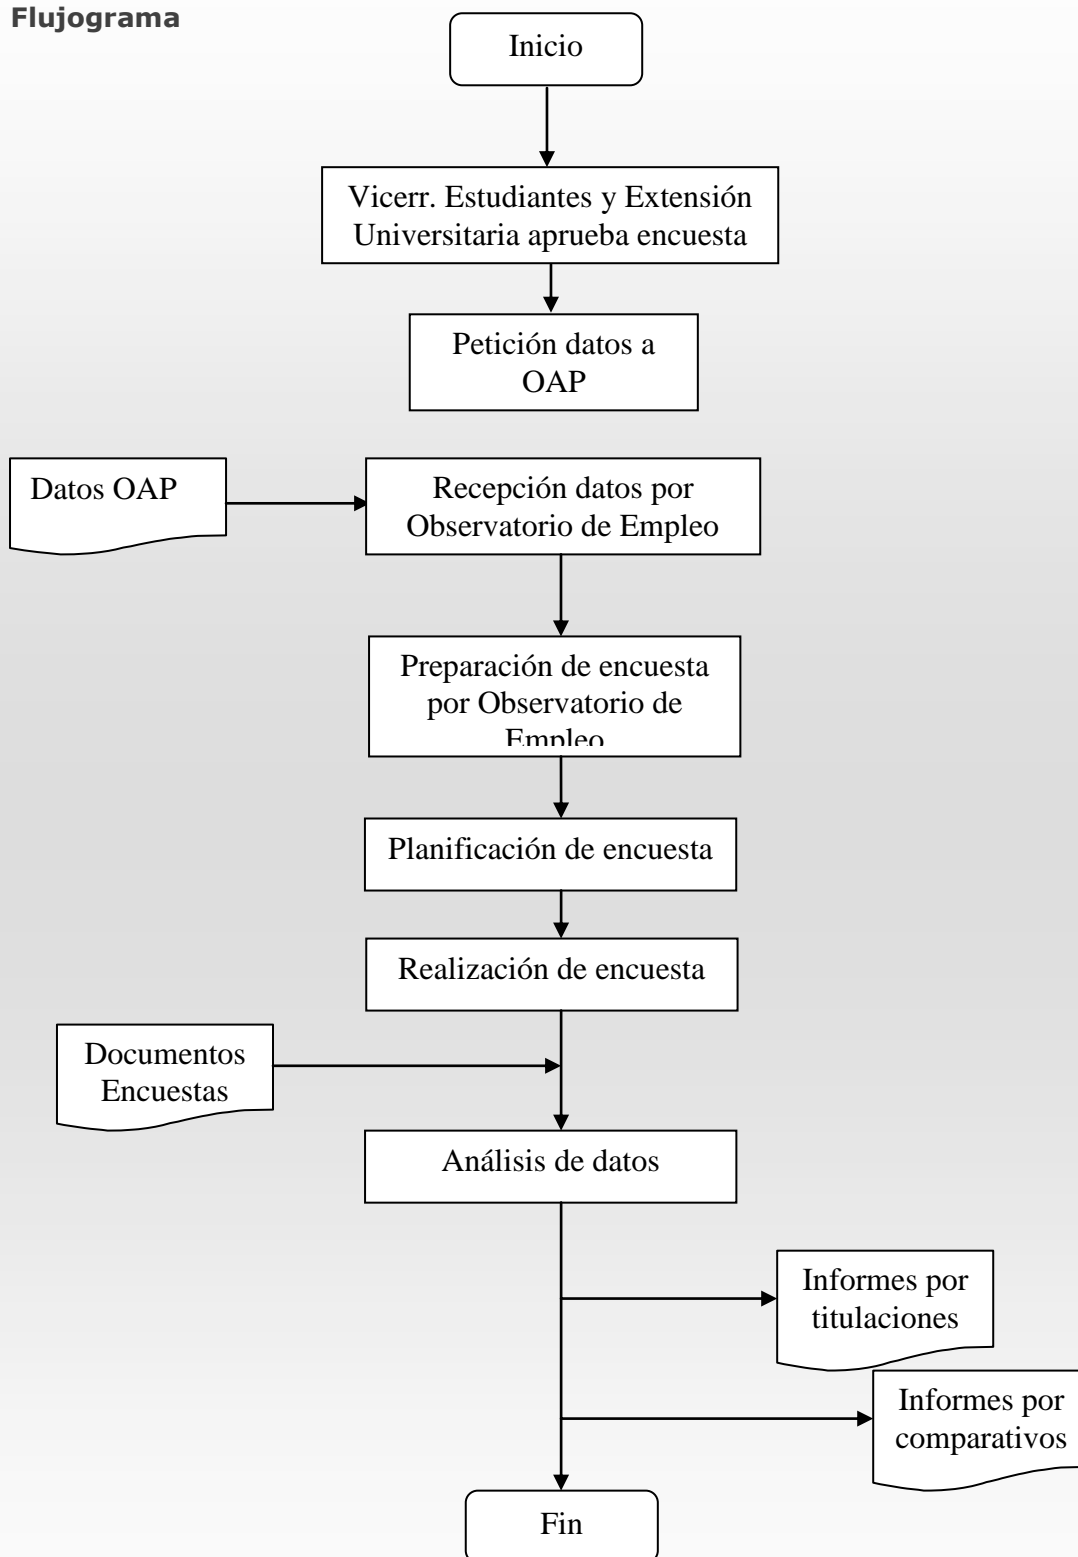 Flujograma
Inicio
Vicerr. Estudiantes y Extensión
Universitaria aprueba encuesta
Petición datos a
OAP
Datos OAP
Recepción datos por
Observatorio de Empleo
Preparación de encuesta
por Observatorio de
Empleo
Planificación de encuesta
Realización de encuesta
Documentos
Encuestas
Análisis de datos
Informes por
titulaciones
Informes por
comparativos
Fin